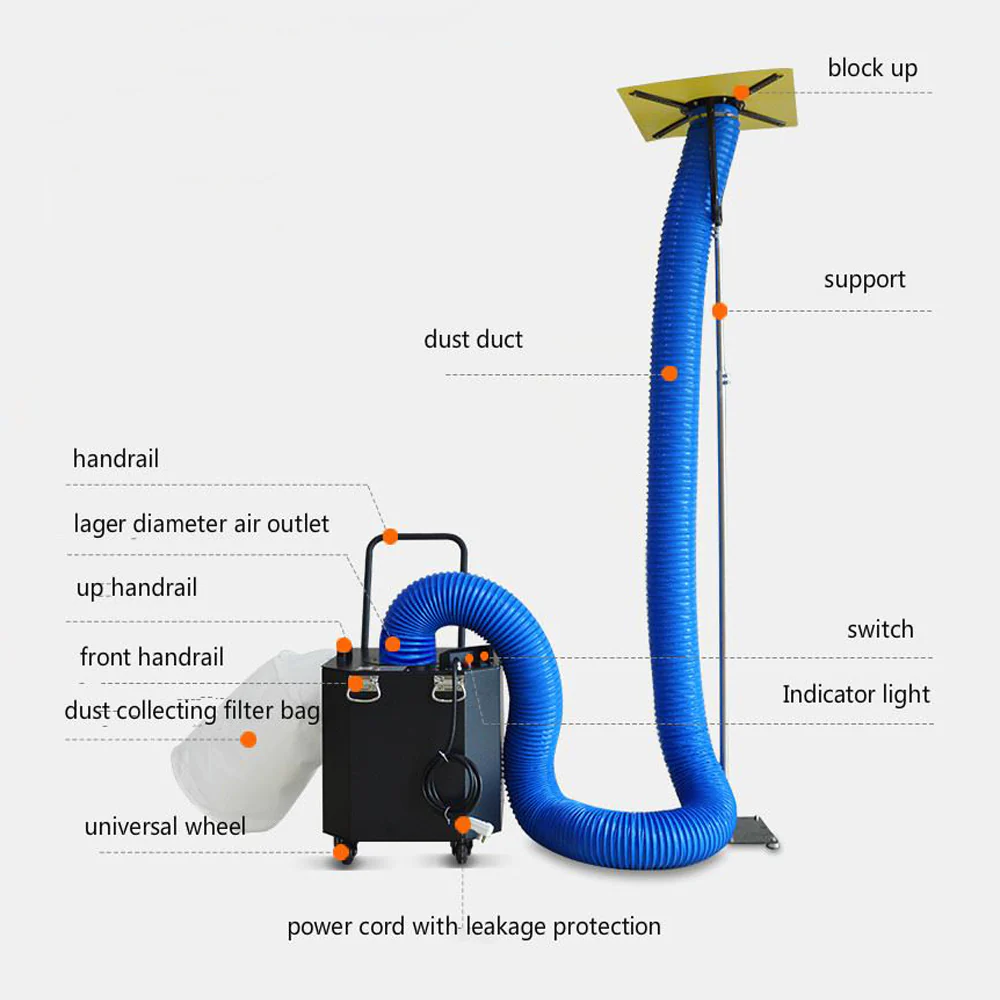 block up
support
dust duct
handrail
lager diameter air outlet
up handrail
front handrail
switch
Indicator light
dust collecting filter bag
universal wheel
power cord with leakage protection